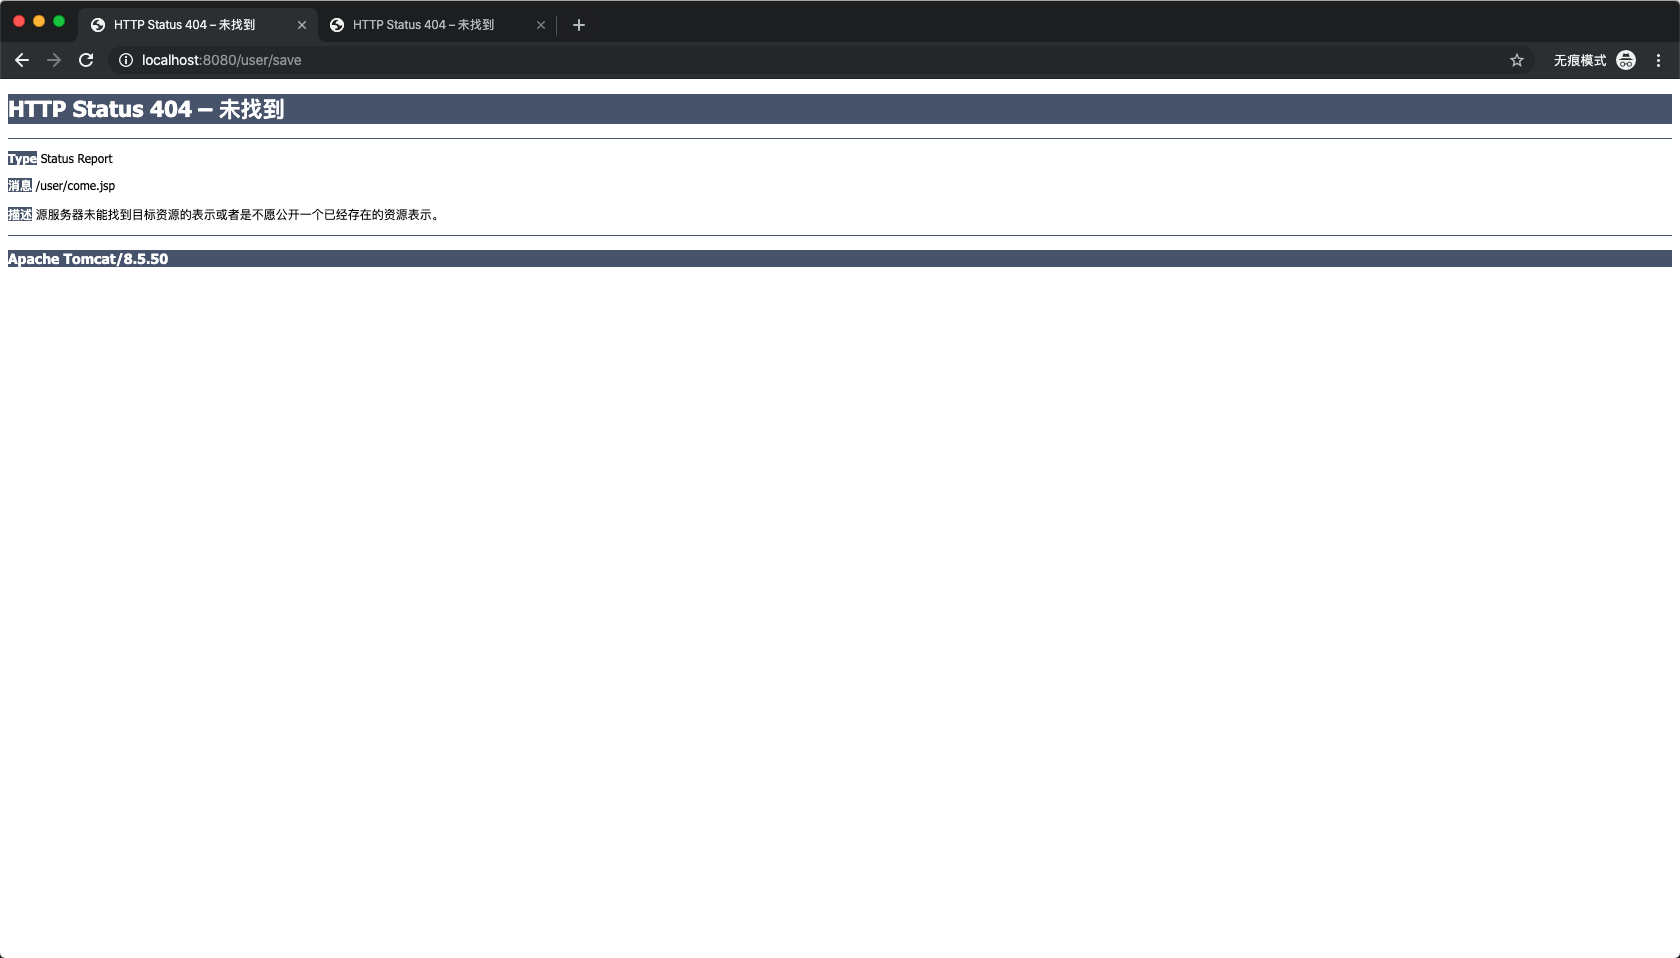 HTTP Status 404 – 未找到
HTTP Status 404 – 未找到
localhost:8080/user/save
无痕模式
HTTP Status 404 – 未找到
Type Status Report
消息 /user/come.jsp
描述 源服务器未能找到目标资源的表示或者是不愿公开一个已经存在的资源表示。
Apache Tomcat/8.5.50